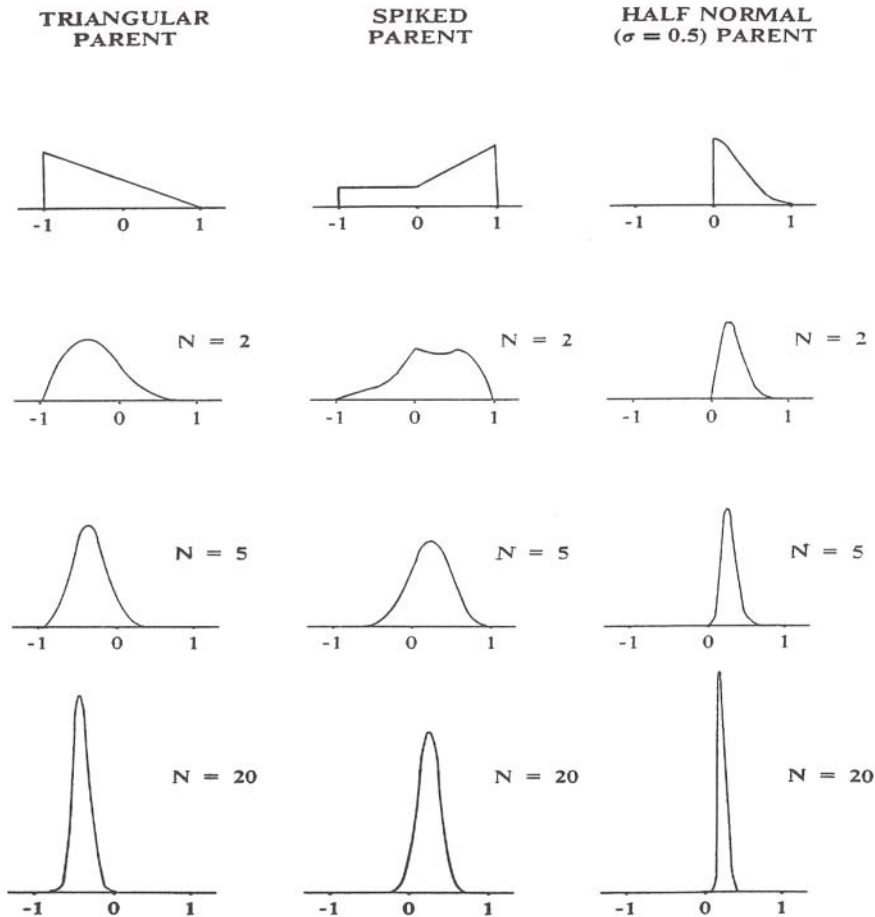 TRIANGULAR
PARENT
SPIKED
PARENT
HALF NORMAL
(σ = 0.5) PARENT
-1 0 1
-1 0 1
-1 0 1
N = 2
N = 2
N = 2
-1 0 1
-1 0 1
-1 0 1
N = 5
N = 5
N = 5
-1 0 1
-1 0 1
-1 0 1
N = 20
N = 20
N = 20
-1 0 1
-1 0 1
-1 0 1